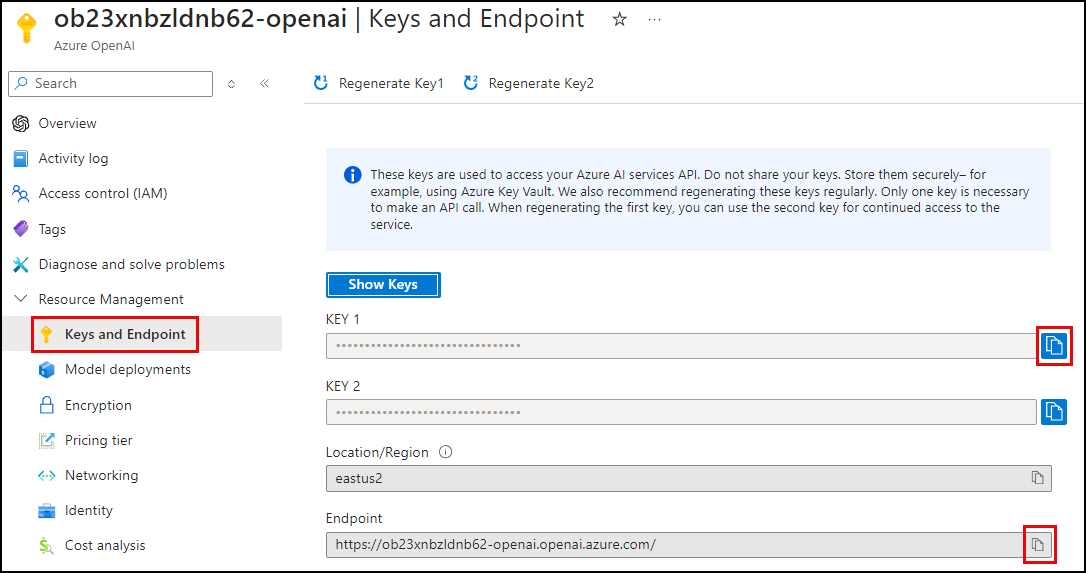 ob23xnbzldnb62-openai | Keys and Endpoint
Azure OpenAI
Search
Regenerate Key1
Regenerate Key2
Overview
Activity log
Access control (IAM)
Tags
Diagnose and solve problems
Resource Management
Keys and Endpoint
Model deployments
Encryption
Pricing tier
Networking
Identity
Cost analysis
These keys are used to access your Azure AI services API. Do not share your keys. Store them securely– for
example, using Azure Key Vault. We also recommend regenerating these keys regularly. Only one key is necessary
to make an API call. When regenerating the first key, you can use the second key for continued access to the
service.
Show Keys
KEY 1
••••••••••••••••••••••••••••••••
KEY 2
••••••••••••••••••••••••••••••••
Location/Region
eastus2
Endpoint
https://ob23xnbzldnb62-openai.openai.azure.com/